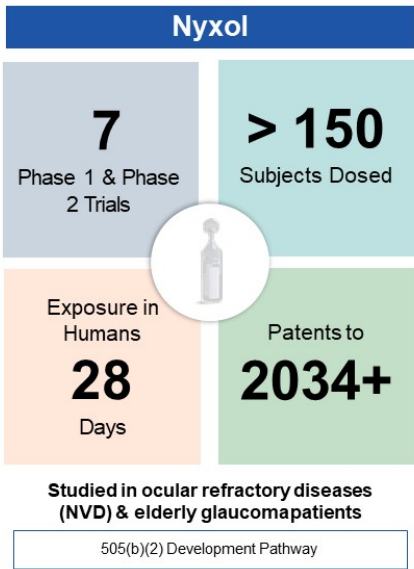 Nyxol
7
Phase 1 & Phase
2 Trials
> 150
Subjects Dosed
Exposure in
Humans
28
Days
Patents to
2034+
Studied in ocular refractory diseases
(NVD) & elderly glaucomapatients
505(b)(2) Development Pathway